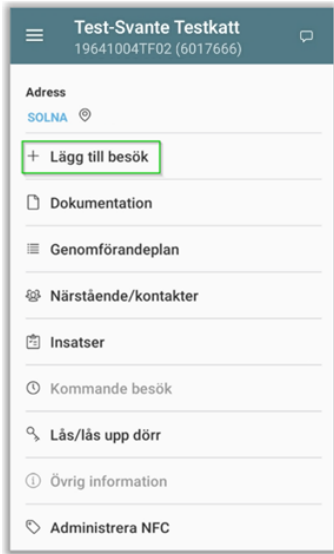 Test-Svante Testkatt
19641004TF02 (6017666)
Adress
SOLNA
Lägg till besök
Dokumentation
Genomförandeplan
Närstående/kontakter
Insatser
Kommande besök
Lås/lås upp dörr
Övrig information
Administrera NFC